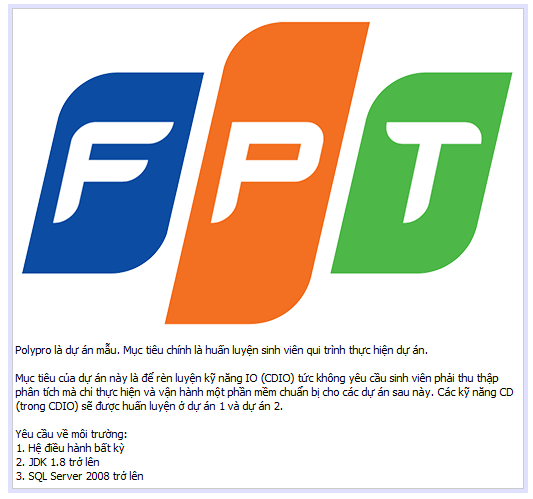 FPT
Polypro là dự án mẫu. Mục tiêu chính là huấn luyện sinh viên qui trình thực hiện dự án.
Mục tiêu của dự án này là để rèn luyện kỹ năng IO (CDIO) tức không yêu cầu sinh viên phải thu thập
phân tích mà chỉ thực hiện và vận hành một phần mềm chuẩn bị cho các dự án sau này. Các kỹ năng CD
(trong CDIO) sẽ được huấn luyện ở dự án 1 và dự án 2.
Yêu cầu về môi trường:
1. Hệ điều hành bất kỳ
2. JDK 1.8 trở lên
3. SQL Server 2008 trở lên